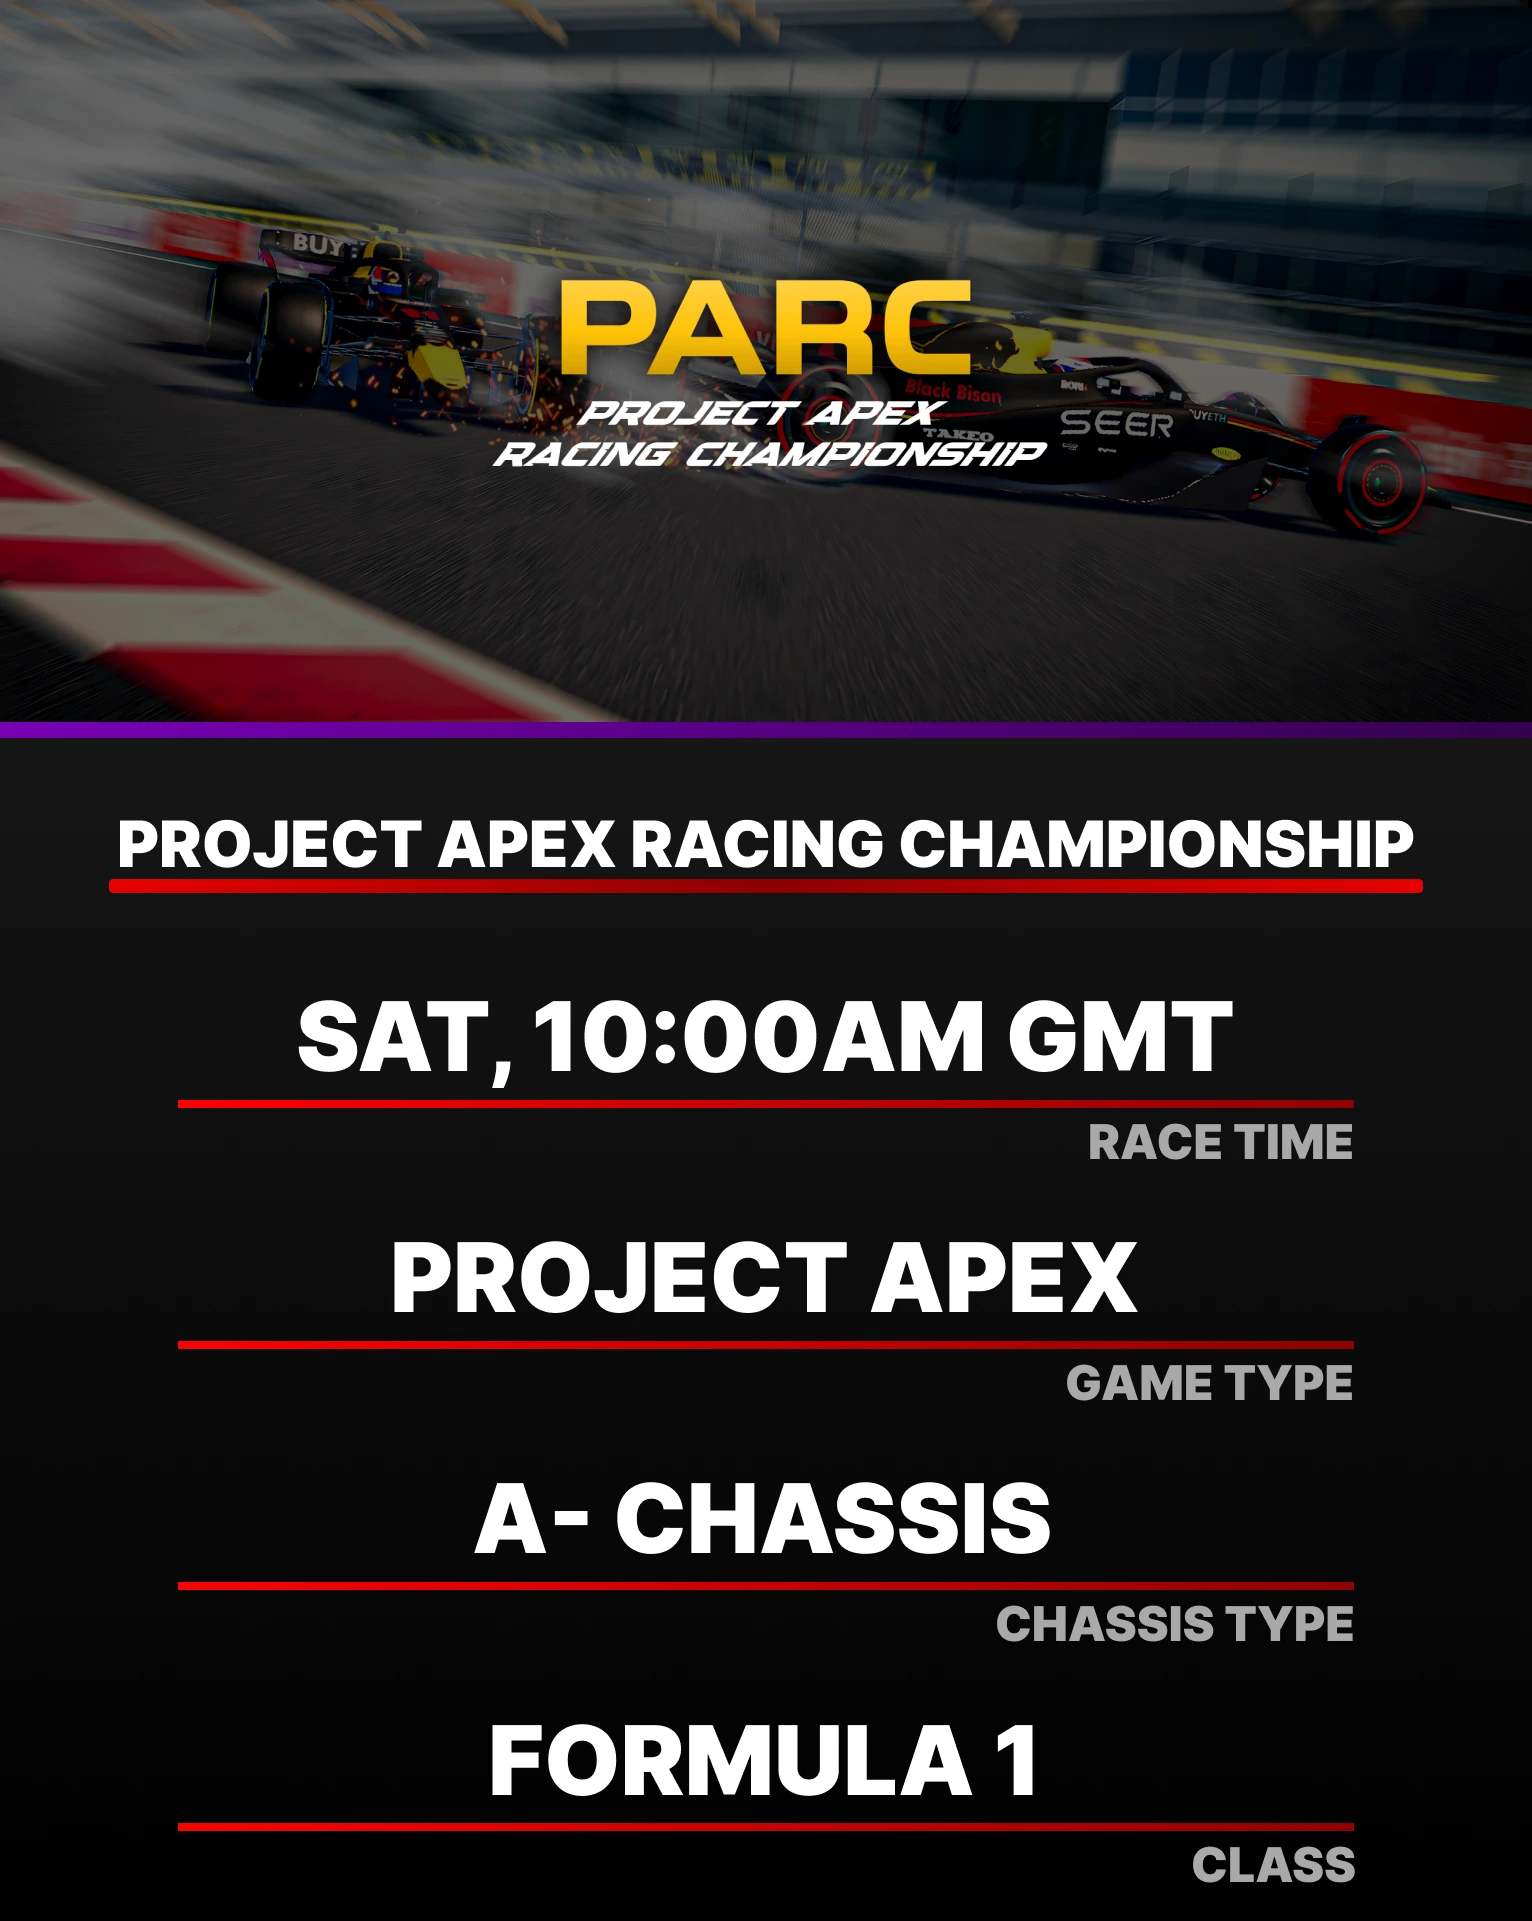 BUY
PARC
PROJECT APEX
RACING CHAMPIONSHIP
Black Bison
TAKEO
SEER
UYETH
PROJECT APEX RACING CHAMPIONSHIP
SAT, 10:00AM GMT
RACE TIME
PROJECT APEX
GAME TYPE
A- CHASSIS
CHASSIS TYPE
FORMULA 1
CLASS